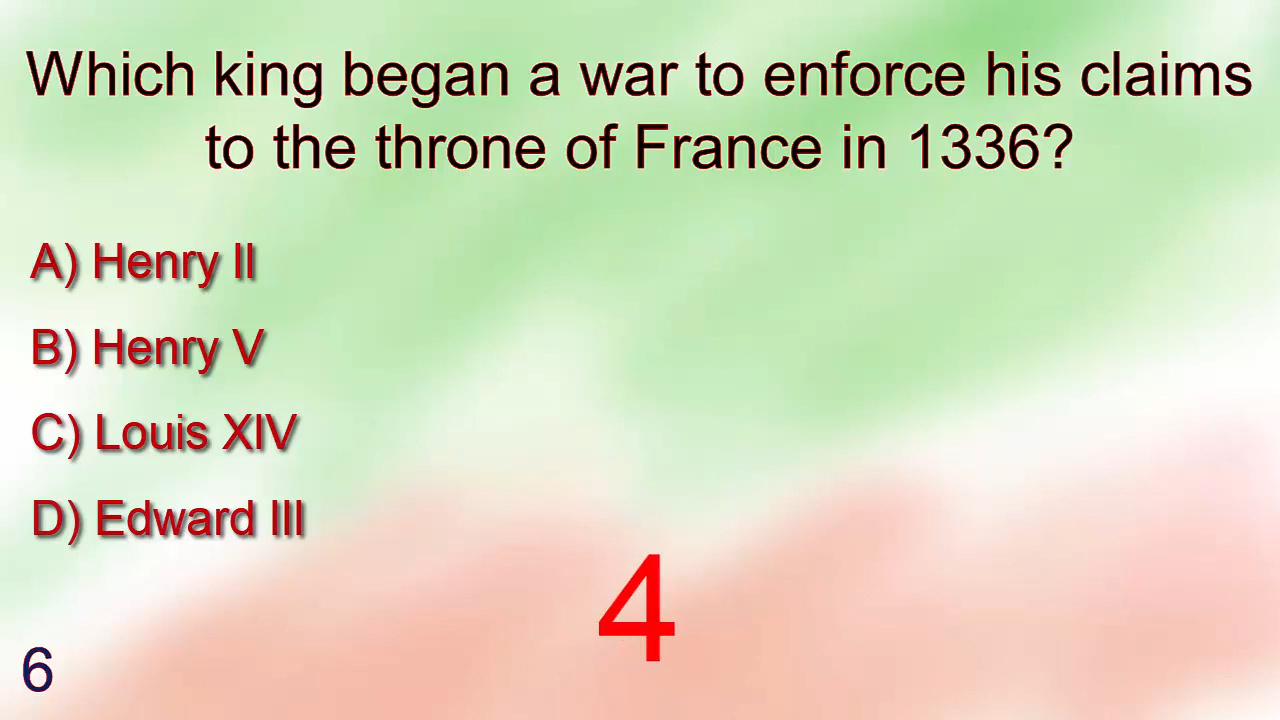 Which king began a war to enforce his claims
to the throne of France in 1336?
A) Henry II
B) Henry V
C) Louis XIV
D) Edward III
4
6